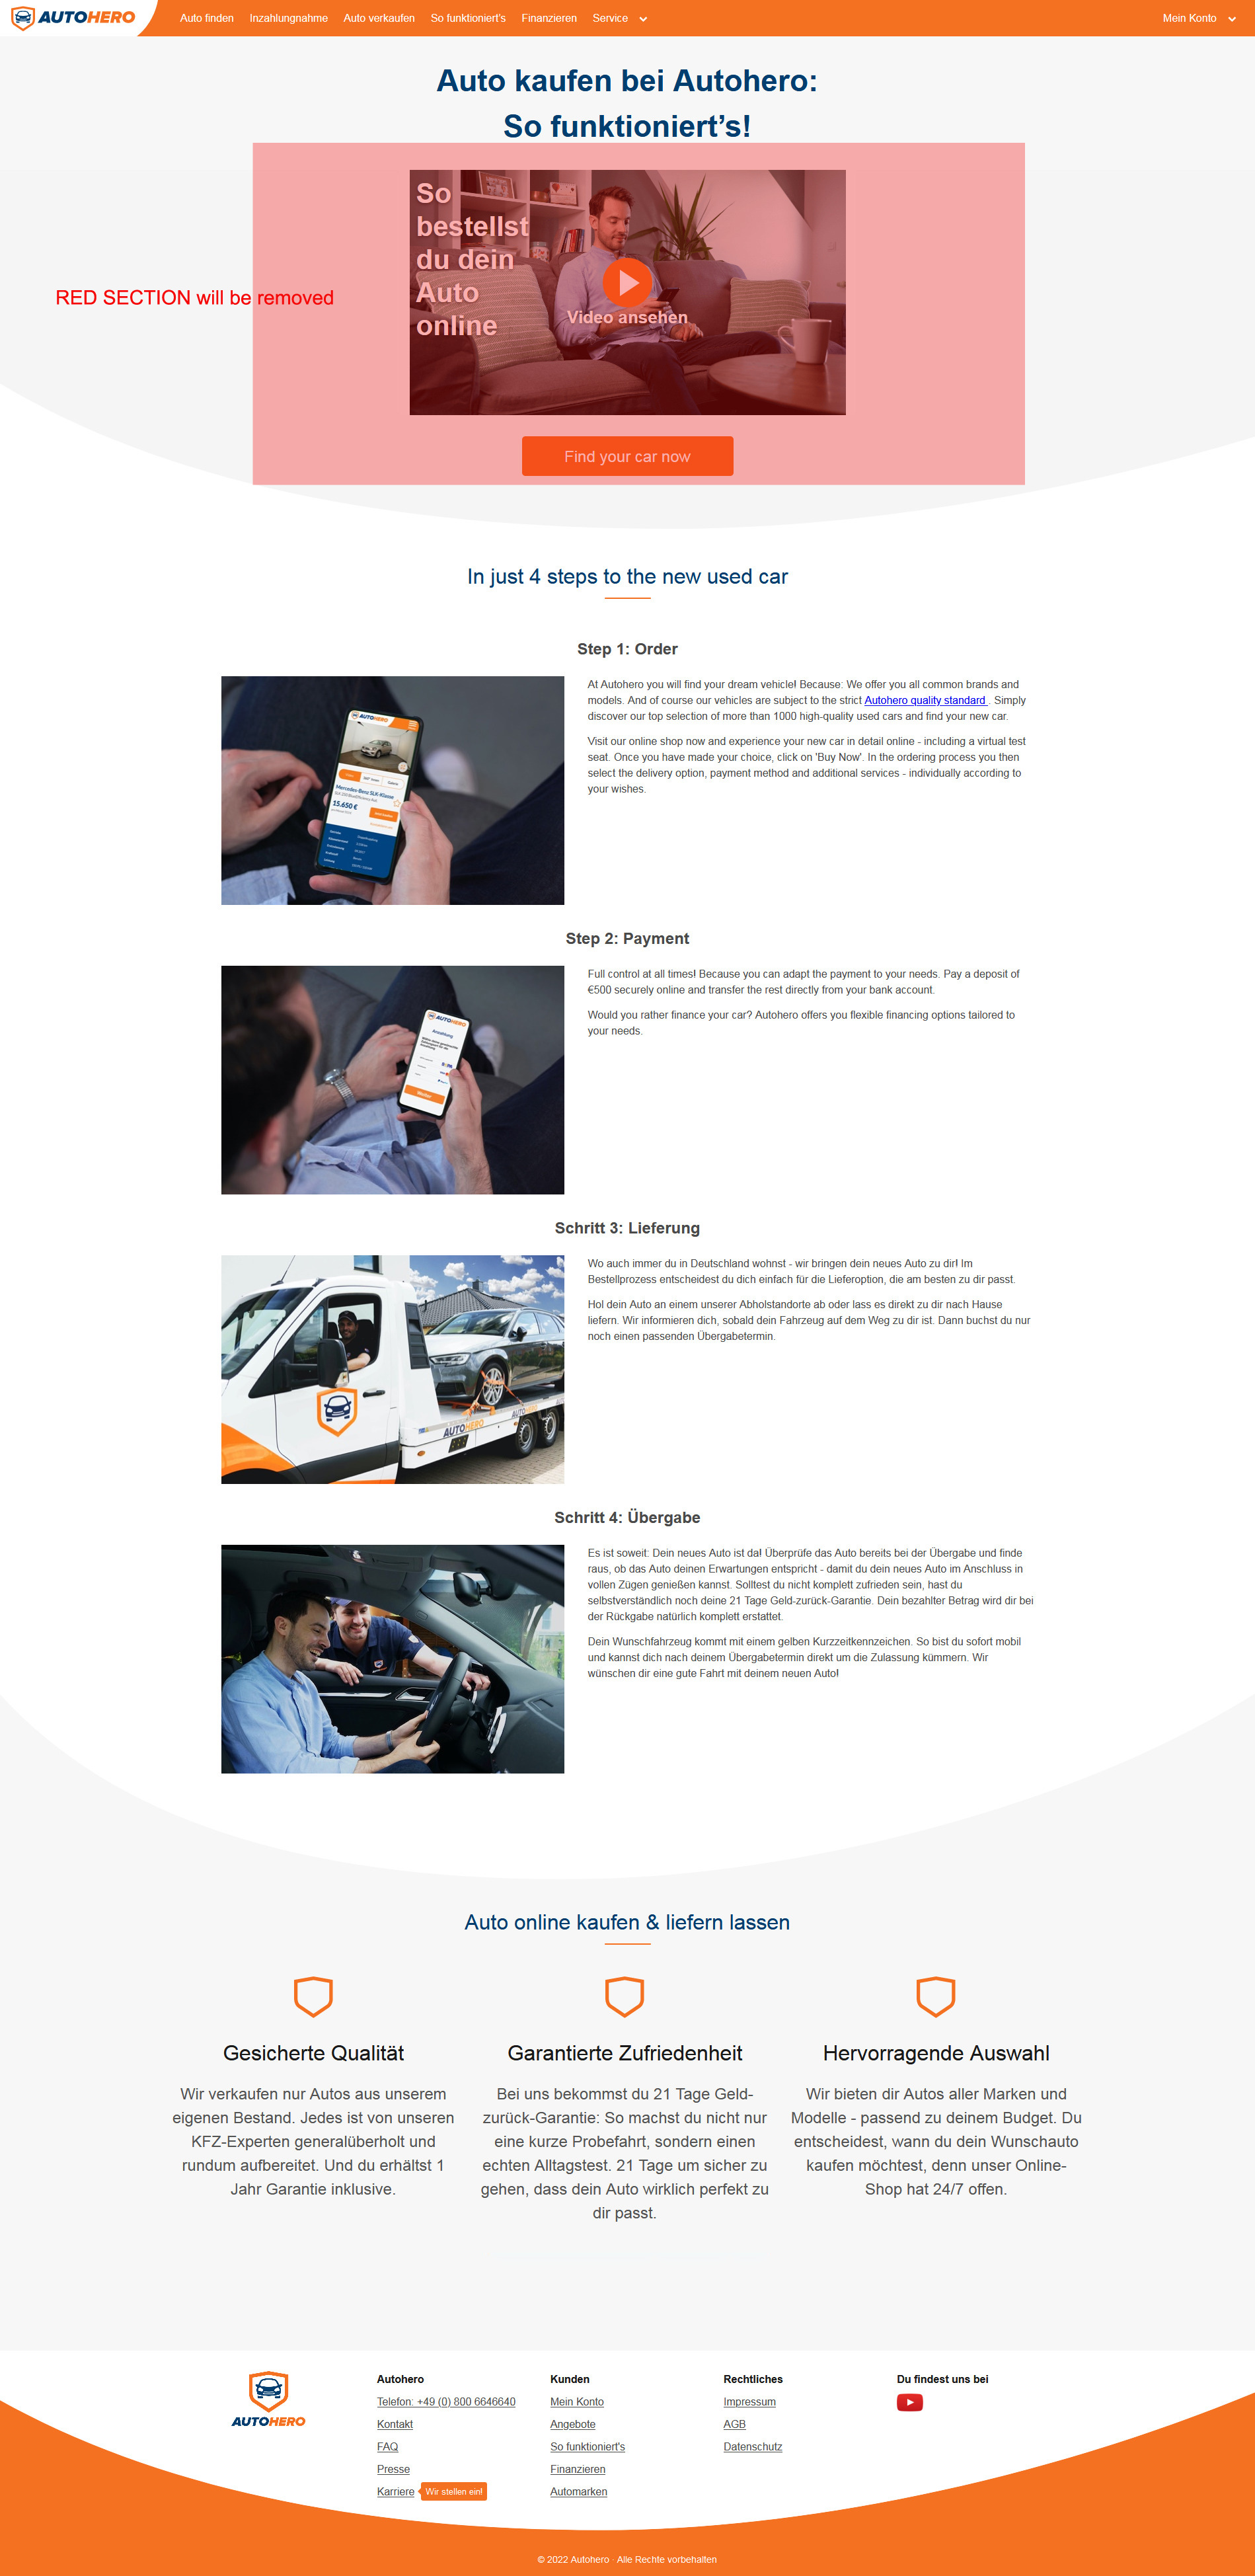 AUTOHERO
Auto finden Inzahlungnahme Auto verkaufen So funktioniert's Finanzieren Service Mein Konto
Auto kaufen bei Autohero:
So funktioniert’s!
So
bestellst
du dein
Auto
online
Video ansehen
RED SECTION will be removed
Find your car now
In just 4 steps to the new used car
Step 1: Order
AUTOHERO
Mercedes-Benz SLK-Klasse
15.650 €
At Autohero you will find your dream vehicle! Because: We offer you all common brands and
models. And of course our vehicles are subject to the strict Autohero quality standard . Simply
discover our top selection of more than 1000 high-quality used cars and find your new car.
Visit our online shop now and experience your new car in detail online - including a virtual test
seat. Once you have made your choice, click on 'Buy Now'. In the ordering process you then
select the delivery option, payment method and additional services - individually according to
your wishes.
Step 2: Payment
AUTOHERO
Anzahlung
Weiter
Full control at all times! Because you can adapt the payment to your needs. Pay a deposit of
€500 securely online and transfer the rest directly from your bank account.
Would you rather finance your car? Autohero offers you flexible financing options tailored to
your needs.
Schritt 3: Lieferung
AUTOHERO
AUTOHERO
Wo auch immer du in Deutschland wohnst - wir bringen dein neues Auto zu dir! Im
Bestellprozess entscheidest du dich einfach für die Lieferoption, die am besten zu dir passt.
Hol dein Auto an einem unserer Abholstandorte ab oder lass es direkt zu dir nach Hause
liefern. Wir informieren dich, sobald dein Fahrzeug auf dem Weg zu dir ist. Dann buchst du nur
noch einen passenden Übergabetermin.
Schritt 4: Übergabe
Es ist soweit: Dein neues Auto ist da! Überprüfe das Auto bereits bei der Übergabe und finde
raus, ob das Auto deinen Erwartungen entspricht - damit du dein neues Auto im Anschluss in
vollen Zügen genießen kannst. Solltest du nicht komplett zufrieden sein, hast du
selbstverständlich noch deine 21 Tage Geld-zurück-Garantie. Dein bezahlter Betrag wird dir bei
der Rückgabe natürlich komplett erstattet.
Dein Wunschfahrzeug kommt mit einem gelben Kurzzeitkennzeichen. So bist du sofort mobil
und kannst dich nach deinem Übergabetermin direkt um die Zulassung kümmern. Wir
wünschen dir eine gute Fahrt mit deinem neuen Auto!
Auto online kaufen & liefern lassen
Gesicherte Qualität
Wir verkaufen nur Autos aus unserem
eigenen Bestand. Jedes ist von unseren
KFZ-Experten generalüberholt und
rundum aufbereitet. Und du erhältst 1
Jahr Garantie inklusive.
Garantierte Zufriedenheit
Bei uns bekommst du 21 Tage Geld-
zurück-Garantie: So machst du nicht nur
eine kurze Probefahrt, sondern einen
echten Alltagstest. 21 Tage um sicher zu
gehen, dass dein Auto wirklich perfekt zu
dir passt.
Hervorragende Auswahl
Wir bieten dir Autos aller Marken und
Modelle - passend zu deinem Budget. Du
entscheidest, wann du dein Wunschauto
kaufen möchtest, denn unser Online-
Shop hat 24/7 offen.
AUTOHERO
Autohero
Telefon: +49 (0) 800 6646640
Kontakt
FAQ
Presse
Karriere Wir stellen ein!
Kunden
Mein Konto
Angebote
So funktioniert's
Finanzieren
Automarken
Rechtliches
Impressum
AGB
Datenschutz
Du findest uns bei
© 2022 Autohero · Alle Rechte vorbehalten